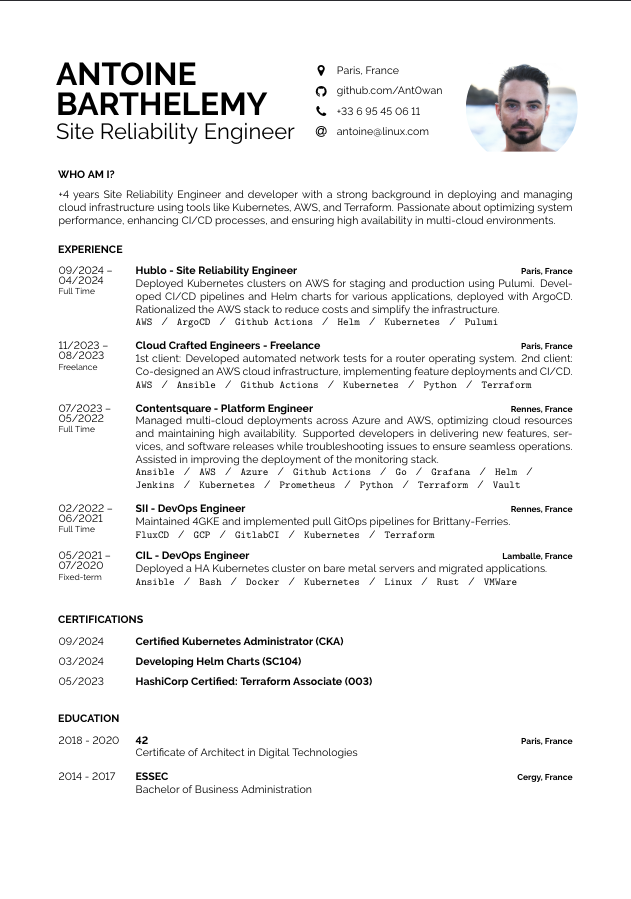 ANTOINE
BARTHELEMY
Site Reliability Engineer
Paris, France
github.com/Ant0wan
+33 6 95 45 06 11
antoine@linux.com
WHO AM I?
+4 years Site Reliability Engineer and developer with a strong background in deploying and managing
cloud infrastructure using tools like Kubernetes, AWS, and Terraform. Passionate about optimizing system
performance, enhancing CI/CD processes, and ensuring high availability in multi-cloud environments.
EXPERIENCE
09/2024 –
04/2024
Full Time
Hublo - Site Reliability Engineer
Paris, France
Deployed Kubernetes clusters on AWS for staging and production using Pulumi. Devel-
oped CI/CD pipelines and Helm charts for various applications, deployed with ArgoCD.
Rationalized the AWS stack to reduce costs and simplify the infrastructure.
AWS / ArgoCD / Github Actions / Helm / Kubernetes / Pulumi
11/2023 –
08/2023
Freelance
Cloud Crafted Engineers - Freelance
Paris, France
1st client: Developed automated network tests for a router operating system. 2nd client:
Co-designed an AWS cloud infrastructure, implementing feature deployments and CI/CD.
AWS / Ansible / Github Actions / Kubernetes / Python / Terraform
07/2023 –
05/2022
Full Time
Contentsquare - Platform Engineer
Rennes, France
Managed multi-cloud deployments across Azure and AWS, optimizing cloud resources
and maintaining high availability. Supported developers in delivering new features, ser-
vices, and software releases while troubleshooting issues to ensure seamless operations.
Assisted in improving the deployment of the monitoring stack.
Ansible / AWS / Azure / Github Actions / Go / Grafana / Helm /
Jenkins / Kubernetes / Prometheus / Python / Terraform / Vault
02/2022 –
06/2021
Full Time
SII - DevOps Engineer
Rennes, France
Maintained 4GKE and implemented pull GitOps pipelines for Brittany-Ferries.
FluxCD / GCP / GitlabCI / Kubernetes / Terraform
05/2021 –
07/2020
Fixed-term
CIL - DevOps Engineer
Lamballe, France
Deployed a HA Kubernetes cluster on bare metal servers and migrated applications.
Ansible / Bash / Docker / Kubernetes / Linux / Rust / VMWare
CERTIFICATIONS
09/2024
Certified Kubernetes Administrator (CKA)
03/2024
Developing Helm Charts (SC104)
05/2023
HashiCorp Certified: Terraform Associate (003)
EDUCATION
2018 - 2020
42
Paris, France
Certificate of Architect in Digital Technologies
2014 - 2017
ESSEC
Cergy, France
Bachelor of Business Administration